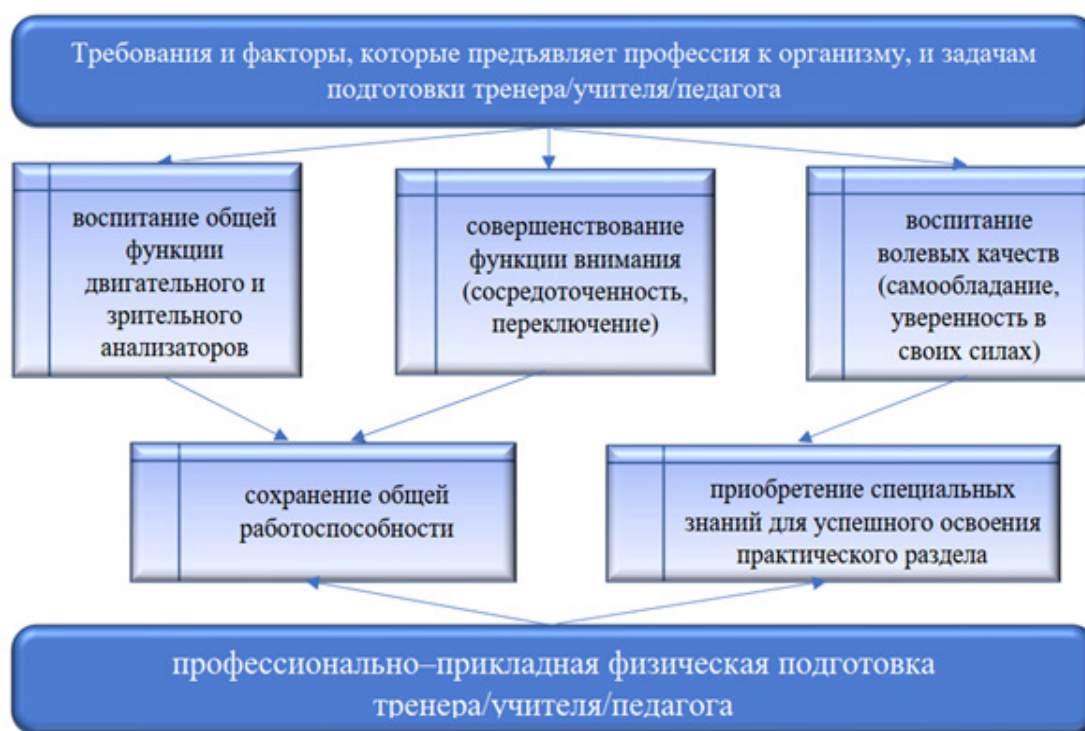 Требования и факторы, которые предъявляет профессия к организму, и задачам
подготовки тренера/учителя/педагога
воспитание общей
функции
двигательного и
зрительного
анализаторов
совершенствование
функции внимания
(сосредоточенность,
переключение)
воспитание
волевых качеств
(самообладание,
уверенность в
своих силах)
сохранение общей
работоспособности
приобретение специальных
знаний для успешного освоения
практического раздела
профессионально–прикладная физическая подготовка
тренера/учителя/педагога